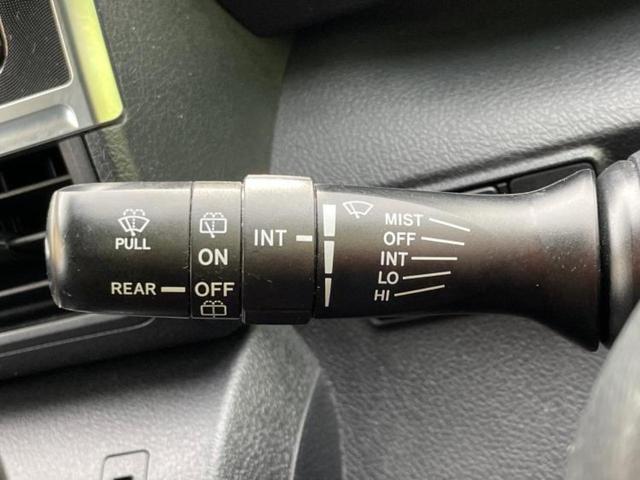 PULL
REAR
ON
OFF
INT
MIST
OFF
INT
LO
HI